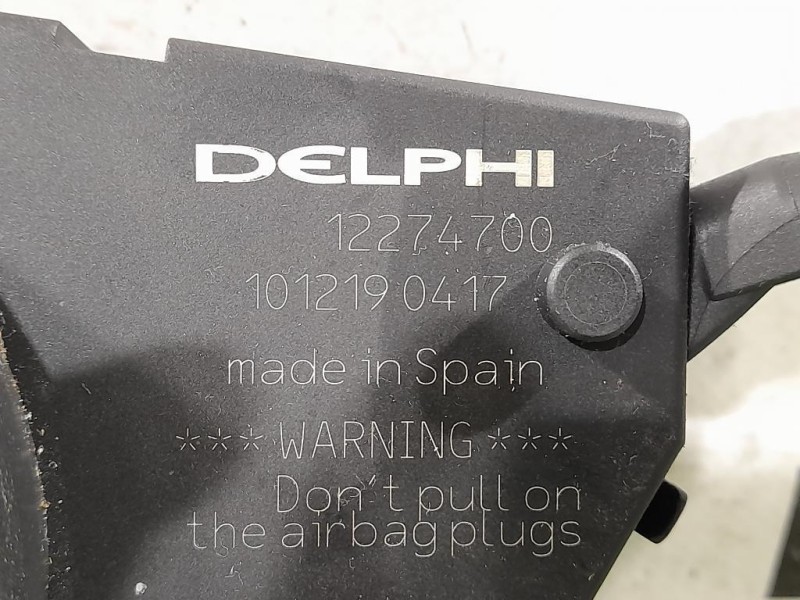 DELPHI
12274700
101219 0417
made in Spain
*** WARNING ***
Don't pull on
the airbag plugs